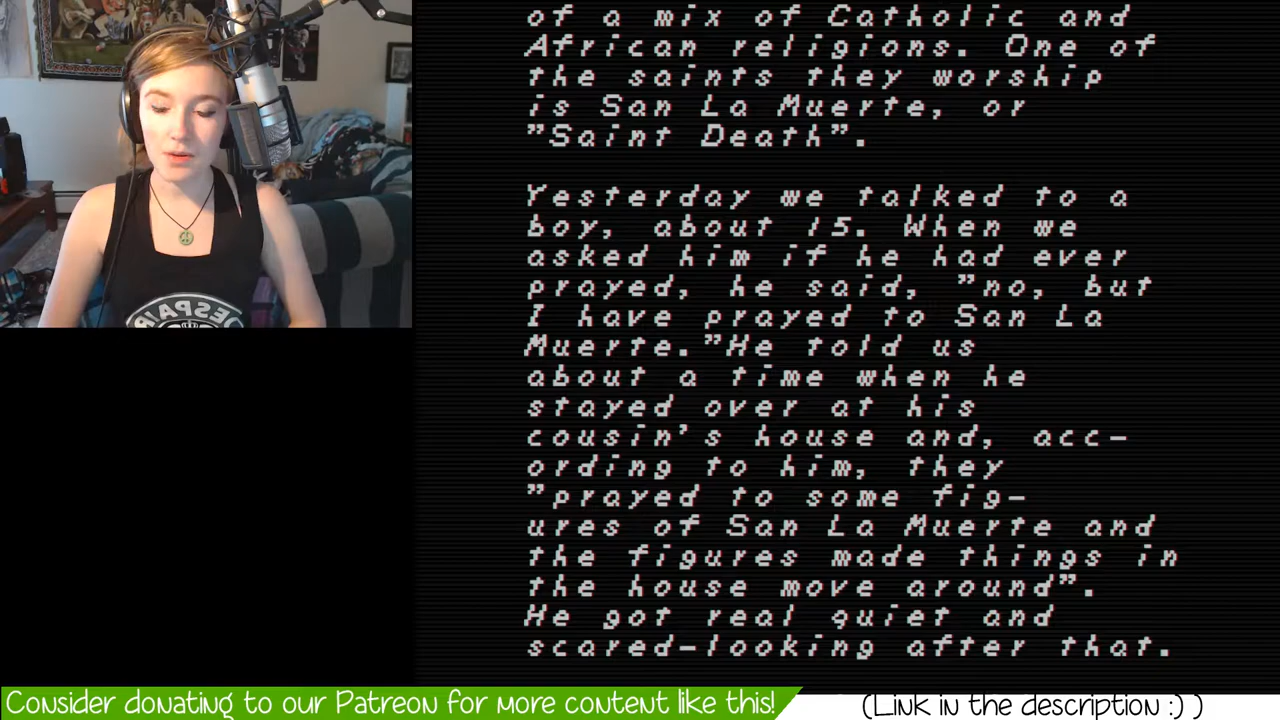 of a mix of Catholic and
African religions. One of
the saints they worship
is San La Muerte, or
"Saint Death".
Yesterday we talked to a
boy, about 15. When we
asked him if he had ever
prayed, he said, "no, but
I have prayed to San La
Muerte."He told us
about a time when he
stayed over at his
cousin's house and, acc-
ording to him, they
"prayed to some fig-
ures of San La Muerte and
the figures made things in
the house move around".
He got real quiet and
scared-looking after that.
DESPAIR
Consider donating to our Patreon for more content like this!
(Link in the description :) )